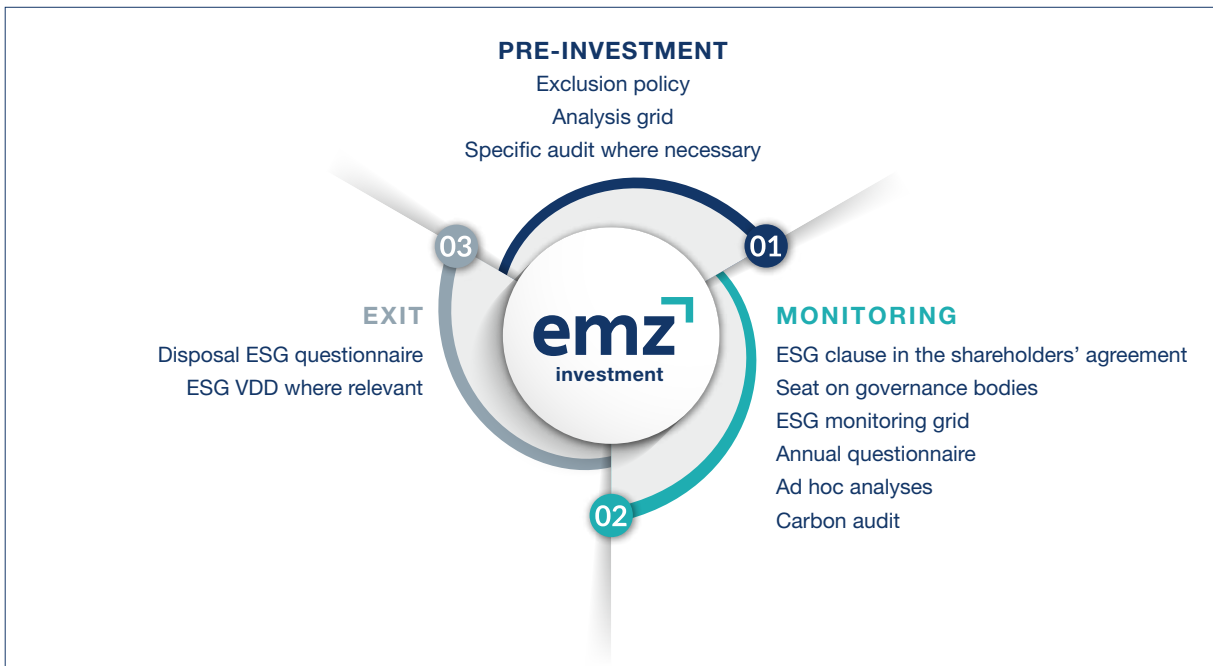 PRE-INVESTMENT
Exclusion policy
Analysis grid
Specific audit where necessary
01
MONITORING
ESG clause in the shareholders’ agreement
Seat on governance bodies
ESG monitoring grid
Annual questionnaire
Ad hoc analyses
Carbon audit
02
03
EXIT
Disposal ESG questionnaire
ESG VDD where relevant
emz
investment